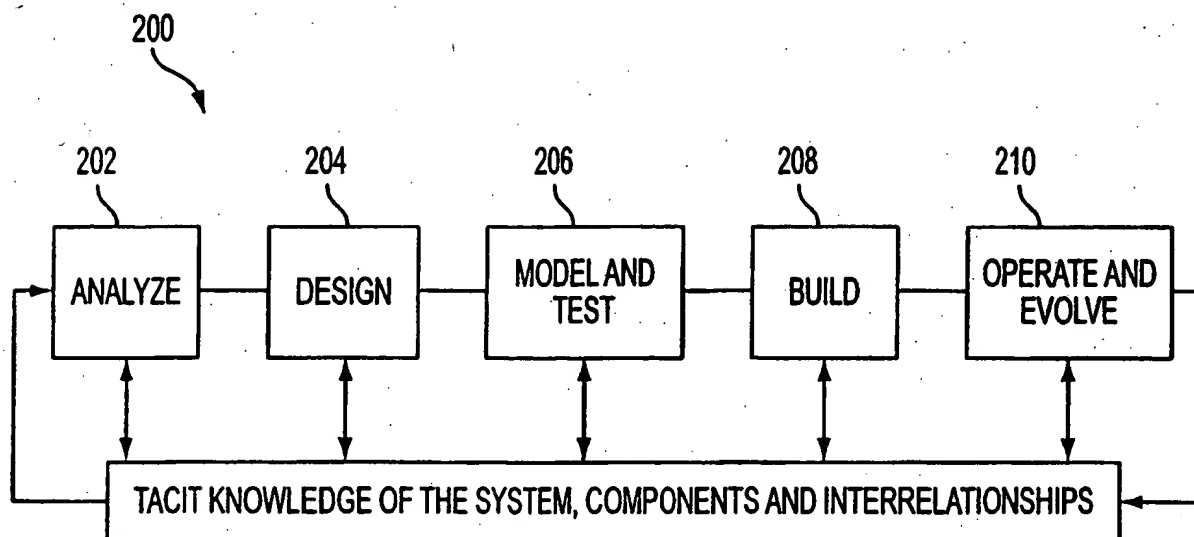 200
202
204
206
208
210
ANALYZE
DESIGN
MODEL AND
TEST
BUILD
OPERATE AND
EVOLVE
TACIT KNOWLEDGE OF THE SYSTEM, COMPONENTS AND INTERRELATIONSHIPS